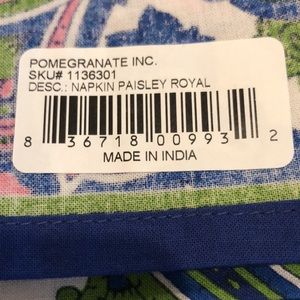 POMEGRANATE INC.
SKU# 1136301
DESC.: NAPKIN PAISLEY ROYAL
8 36718 00993 2
MADE IN INDIA